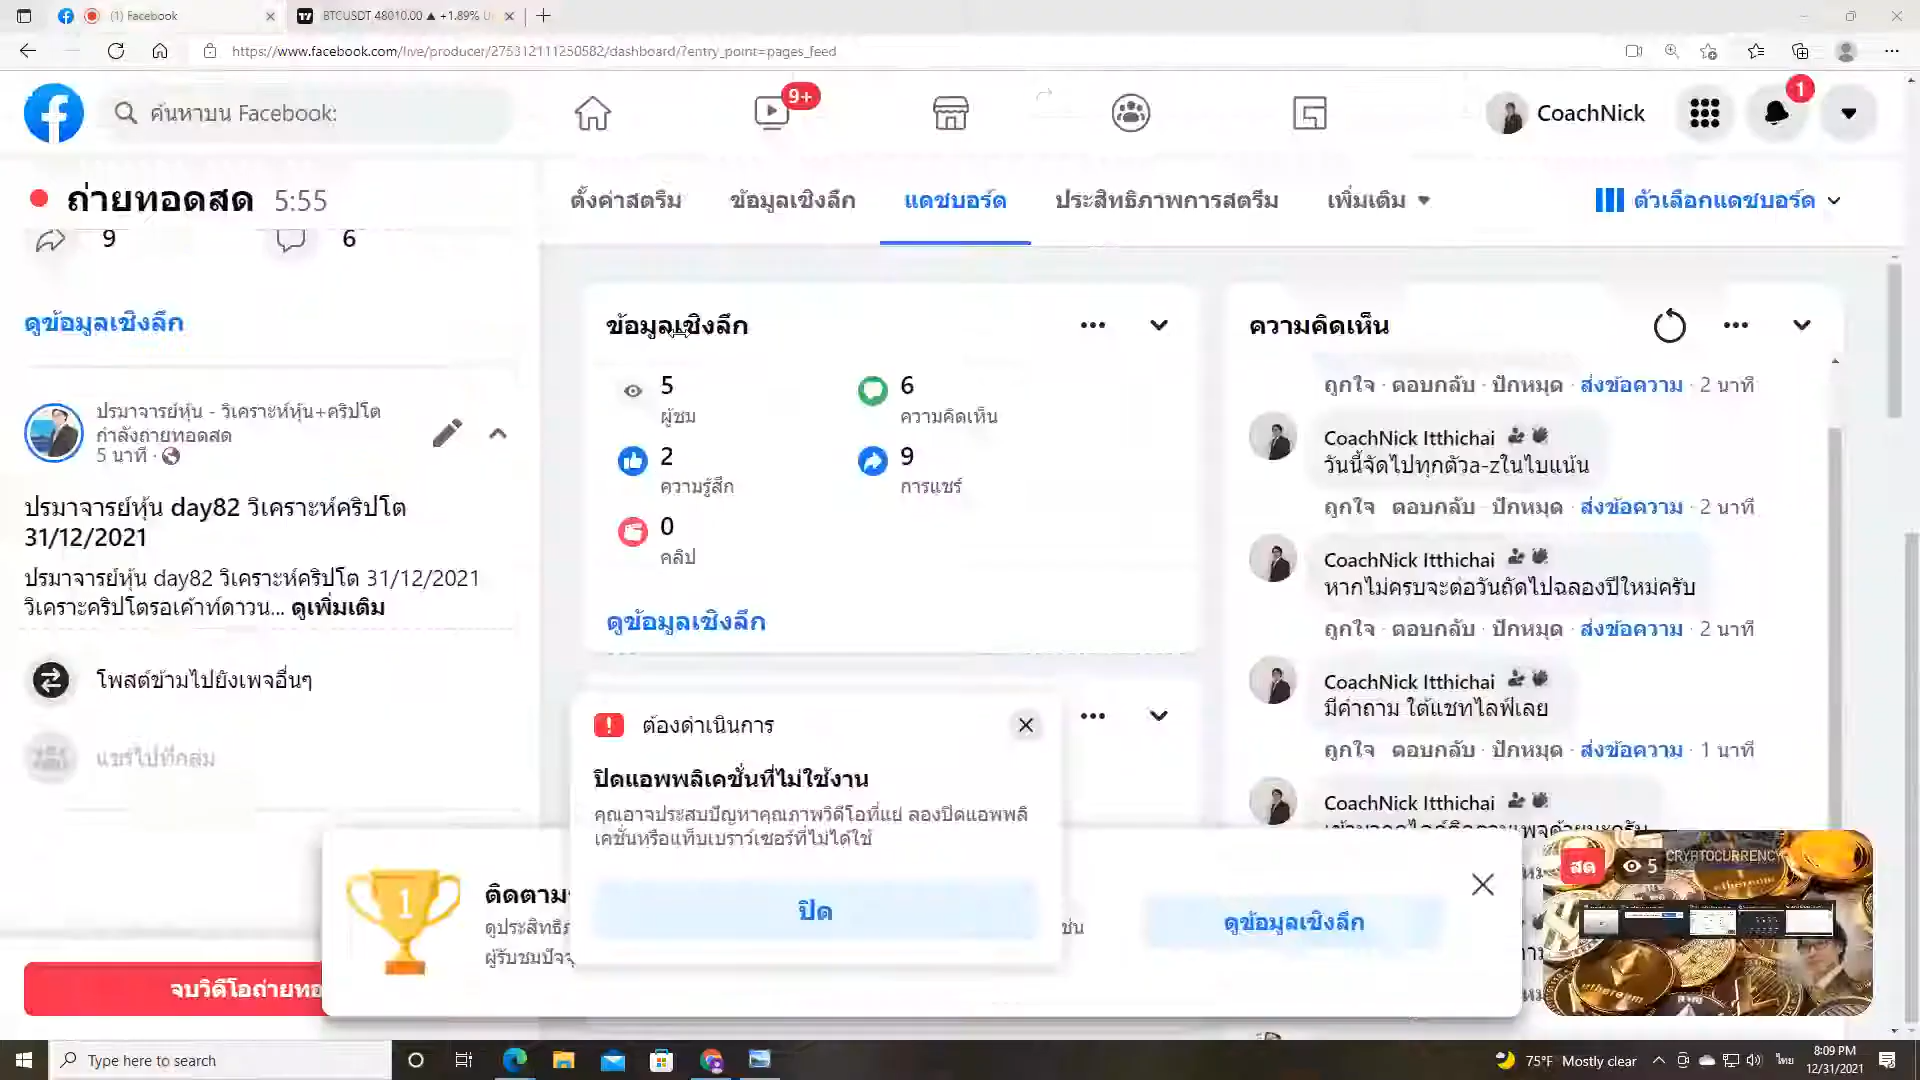 (1) Facebook
BTCUSDT 48010.00 ▲ +1.89%
https://www.facebook.com/live/producer/275312111250582/dashboard/?entry_point=pages_feed
ค้นหาบน Facebook:
9+
CoachNick
1
ถ่ายทอดสด 5:55
9 6
ดูข้อมูลเชิงลึก
ปรมาจารย์หุ้น - วิเคราะห์หุ้น+คริปโต
กำลังถ่ายทอดสด
5 นาที ·
ปรมาจารย์หุ้น day82 วิเคราะห์คริปโต
31/12/2021
ปรมาจารย์หุ้น day82 วิเคราะห์คริปโต 31/12/2021
วิเคราะคริปโตรอเค้าท์ดาวน... ดูเพิ่มเติม
โพสต์ข้ามไปยังเพจอื่นๆ
แชร์ไปที่กลุ่ม
จบวิดีโอถ่ายทอ
ตั้งค่าสตรีม ข้อมูลเชิงลึก แดชบอร์ด ประสิทธิภาพการสตรีม เพิ่มเติม
ตัวเลือกแดชบอร์ด
ข้อมูลเชิงลึก
5
ผู้ชม
6
ความคิดเห็น
2
ความรู้สึก
9
การแชร์
0
คลิป
ดูข้อมูลเชิงลึก
ต้องดำเนินการ
ปิดแอพพลิเคชั่นที่ไม่ใช้งาน
คุณอาจประสบปัญหาคุณภาพวิดีโอที่แย่ ลองปิดแอพพลิ
เคชั่นหรือแท็บเบราว์เซอร์ที่ไม่ได้ใช้
ปิด
ติดตาม
ดูประสิทธิภ
ผู้รับชมปัจจุ
เช่น
ดูข้อมูลเชิงลึก
ความคิดเห็น
ถูกใจ · ตอบกลับ · ปักหมุด · ส่งข้อความ · 2 นาที
CoachNick Itthichai
วันนี้จัดไปทุกตัวa-zในไบแน้น
ถูกใจ ตอบกลับ · ปักหมุด · ส่งข้อความ · 2 นาที
CoachNick Itthichai
หากไม่ครบจะต่อวันถัดไปฉลองปีใหม่ครับ
ถูกใจ · ตอบกลับ · ปักหมุด · ส่งข้อความ · 2 นาที
CoachNick Itthichai
มีคำถาม ใต้แชทไลฟ์เลย
ถูกใจ ตอบกลับ · ปักหมุด · ส่งข้อความ · 1 นาที
CoachNick Itthichai
สด 5 CRYPTOCURRENCY
ethereum
Type here to search
75°F Mostly clear
ไทย
8:09 PM
12/31/2021